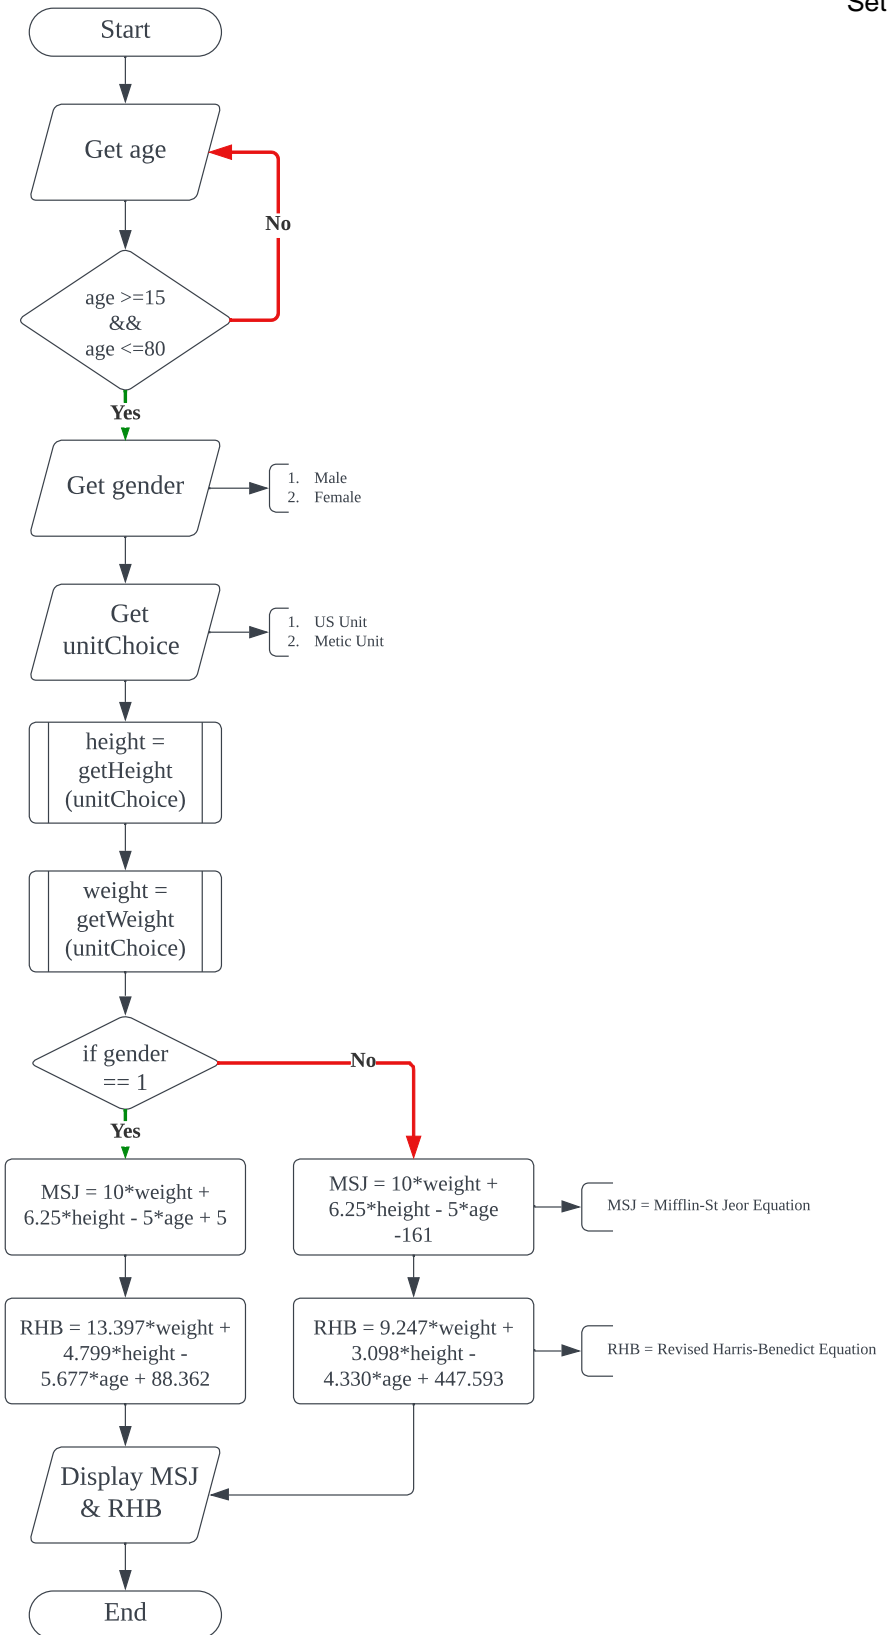 Set
Start
Get age
No
age >=15
&&
age <=80
Yes
Get gender
1. Male
2. Female
Get
unitChoice
1. US Unit
2. Metic Unit
height =
getHeight
(unitChoice)
weight =
getWeight
(unitChoice)
if gender
== 1
No
Yes
MSJ = 10*weight +
6.25*height - 5*age + 5
MSJ = 10*weight +
6.25*height - 5*age
-161
MSJ = Mifflin-St Jeor Equation
RHB = 13.397*weight +
4.799*height -
5.677*age + 88.362
RHB = 9.247*weight +
3.098*height -
4.330*age + 447.593
RHB = Revised Harris-Benedict Equation
Display MSJ
& RHB
End